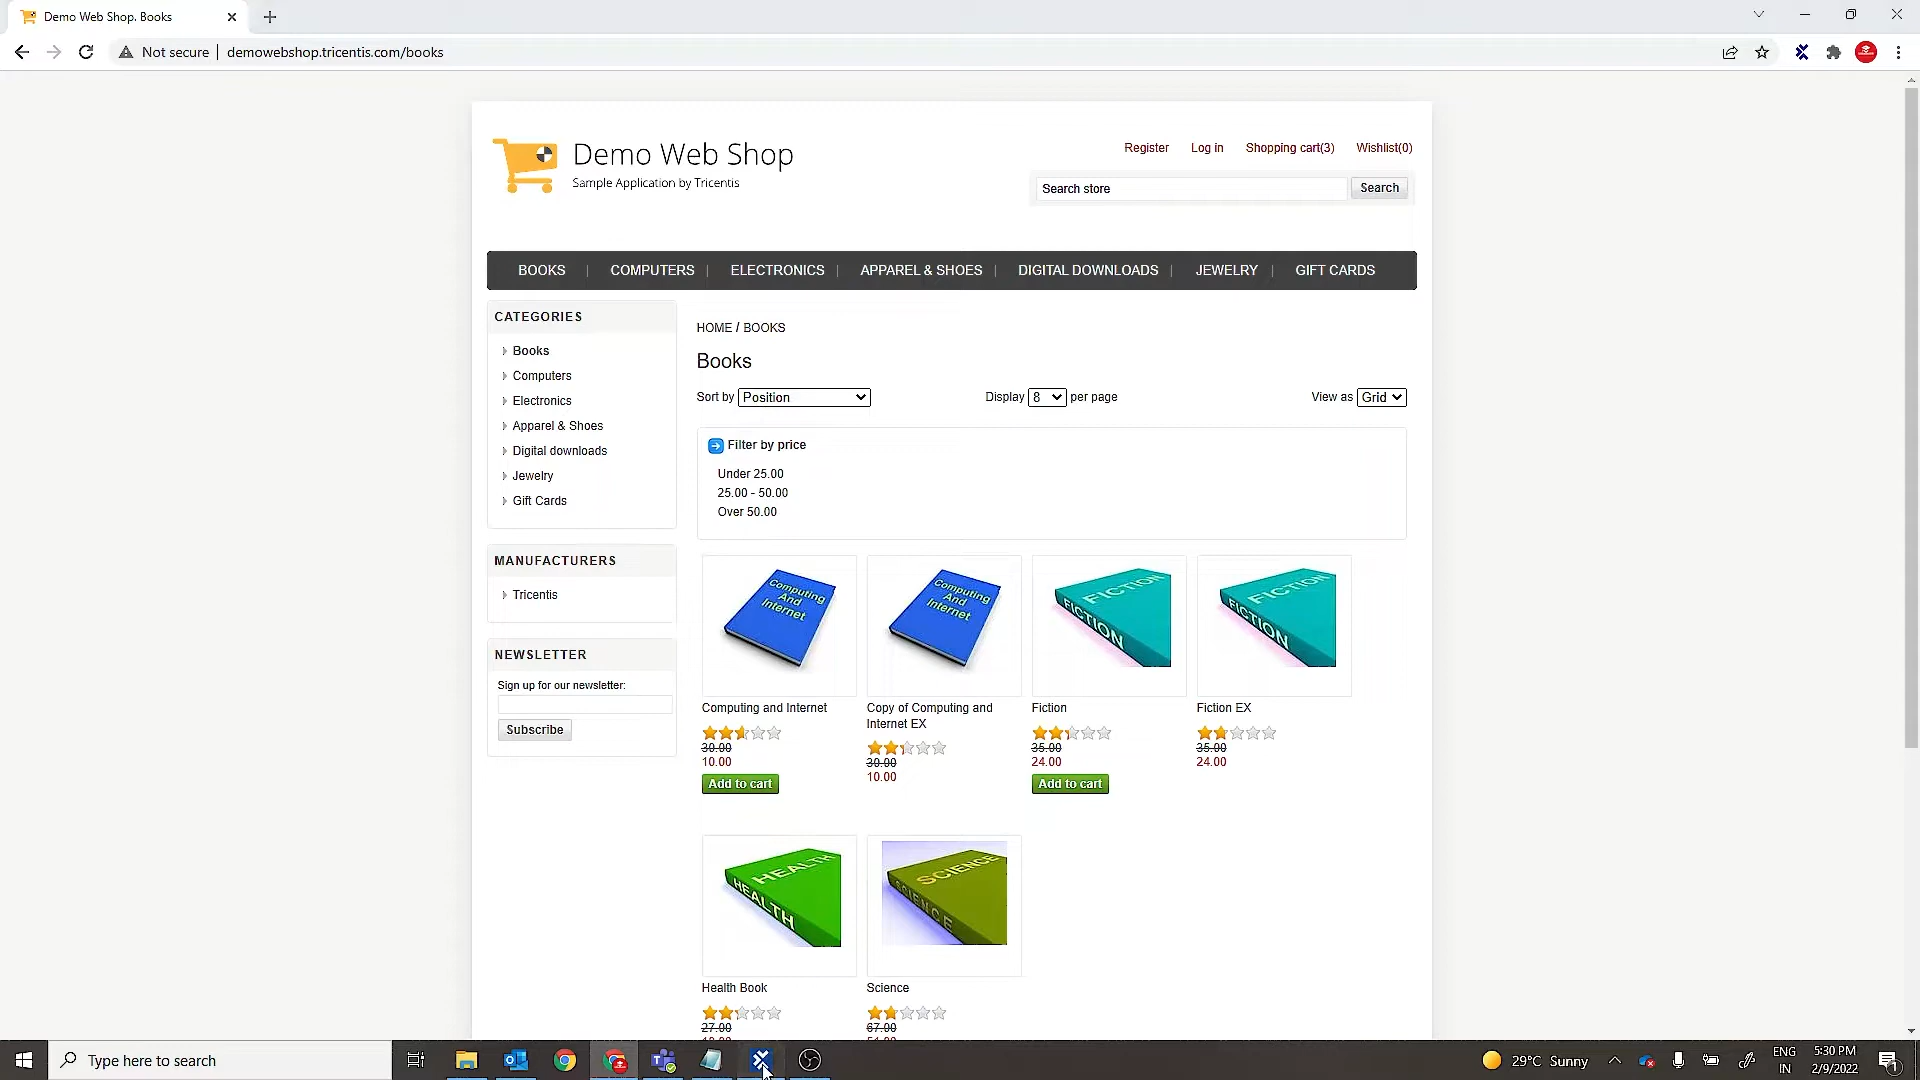 Demo Web Shop. Books
Not secure
demowebshop.tricentis.com/books
Demo Web Shop
Sample Application by Tricentis
Register Log in Shopping cart(3) Wishlist(0)
Search store Search
BOOKS | COMPUTERS | ELECTRONICS | APPAREL & SHOES | DIGITAL DOWNLOADS | JEWELRY | GIFT CARDS
CATEGORIES
Books
Computers
Electronics
Apparel & Shoes
Digital downloads
Jewelry
Gift Cards
MANUFACTURERS
Tricentis
NEWSLETTER
Sign up for our newsletter:
Subscribe
HOME / BOOKS
Books
Sort by Position Display 8 per page View as Grid
Filter by price
Under 25.00
25.00 - 50.00
Over 50.00
Computing
And
Internet
Computing and Internet
30.00
10.00
Add to cart
Computing
And
Internet
Copy of Computing and
Internet EX
30.00
10.00
FICTION
FICTION
Fiction
35.00
24.00
Add to cart
FICTION
FICTION
Fiction EX
35.00
24.00
HEALTH
HEALTH
Health Book
27.00
SCIENCE
SCIENCE
Science
67.00
Type here to search
29°C Sunny
ENG
IN
5:30 PM
2/9/2022
1